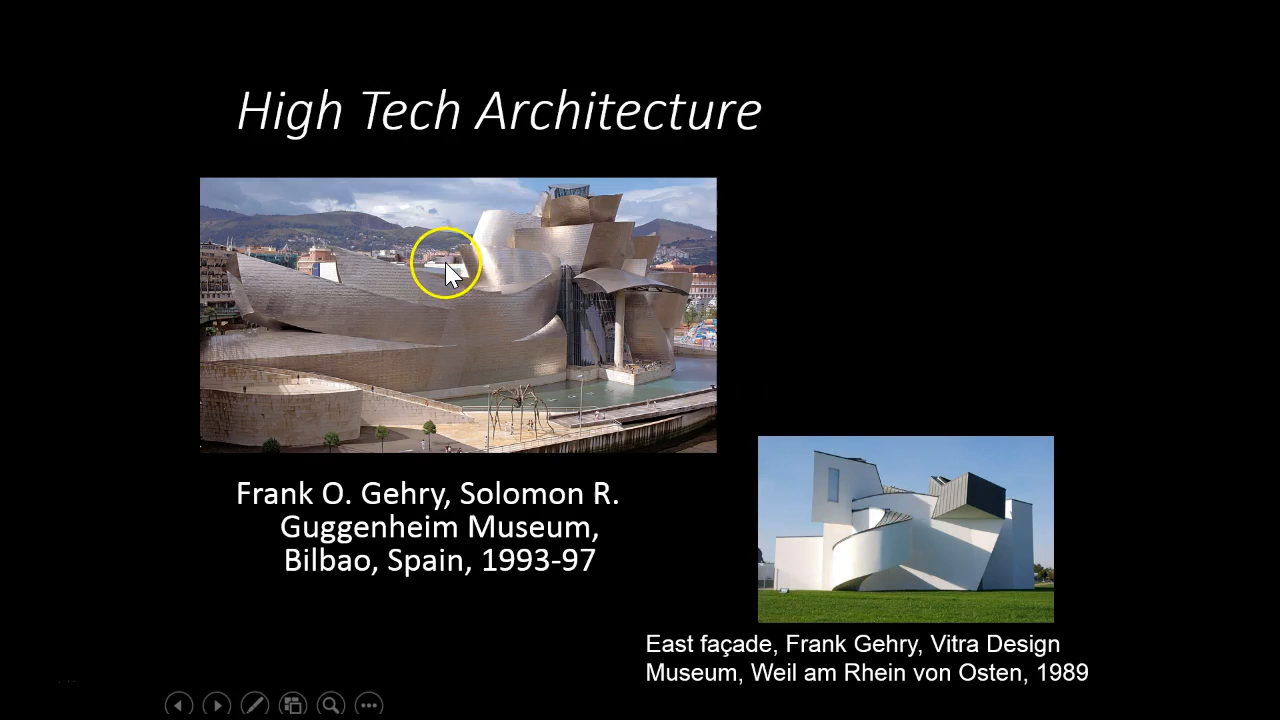 High Tech Architecture
Frank O. Gehry, Solomon R.
Guggenheim Museum,
Bilbao, Spain, 1993-97
East façade, Frank Gehry, Vitra Design
Museum, Weil am Rhein von Osten, 1989